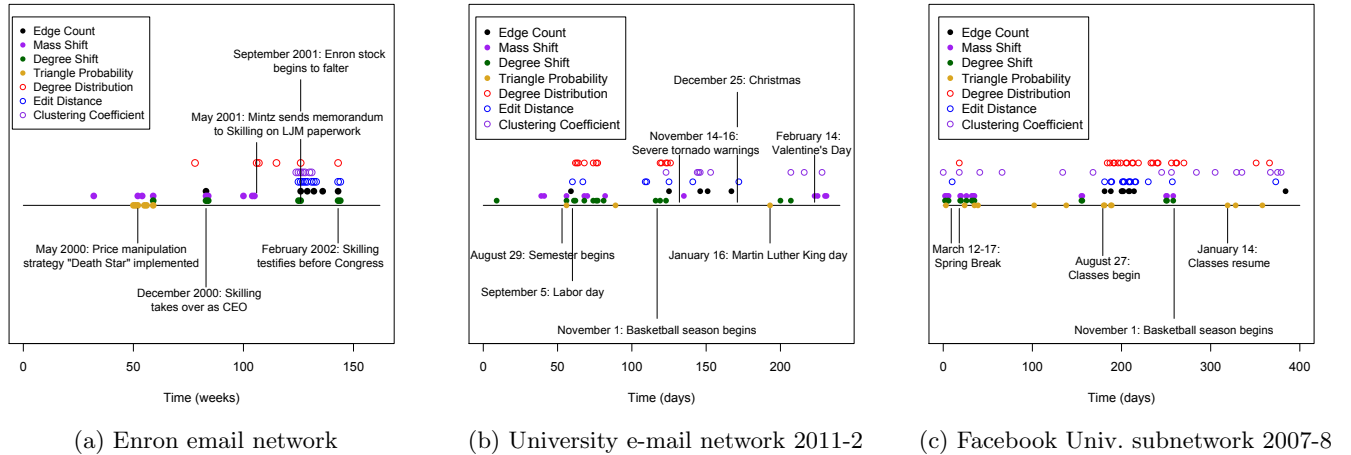 Edge Count
Mass Shift
Degree Shift
Triangle Probability
Degree Distribution
Edit Distance
Clustering Coefficient
September 2001: Enron stock
begins to falter
May 2001: Mintz sends memorandum
to Skilling on LJM paperwork
May 2000: Price manipulation
strategy "Death Star" implemented
February 2002: Skilling
testifies before Congress
December 2000: Skilling
takes over as CEO
0 50 100 150
Time (weeks)
(a) Enron email network
Edge Count
Mass Shift
Degree Shift
Triangle Probability
Degree Distribution
Edit Distance
Clustering Coefficient
December 25: Christmas
November 14-16:
Severe tornado warnings
February 14:
Valentine's Day
August 29: Semester begins
January 16: Martin Luther King day
September 5: Labor day
November 1: Basketball season begins
0 50 100 150 200
Time (days)
(b) University e-mail network 2011-2
Edge Count
Mass Shift
Degree Shift
Triangle Probability
Degree Distribution
Edit Distance
Clustering Coefficient
March 12-17:
Spring Break
August 27:
Classes begin
January 14:
Classes resume
November 1: Basketball season begins
0 100 200 300 400
Time (days)
(c) Facebook Univ. subnetwork 2007-8